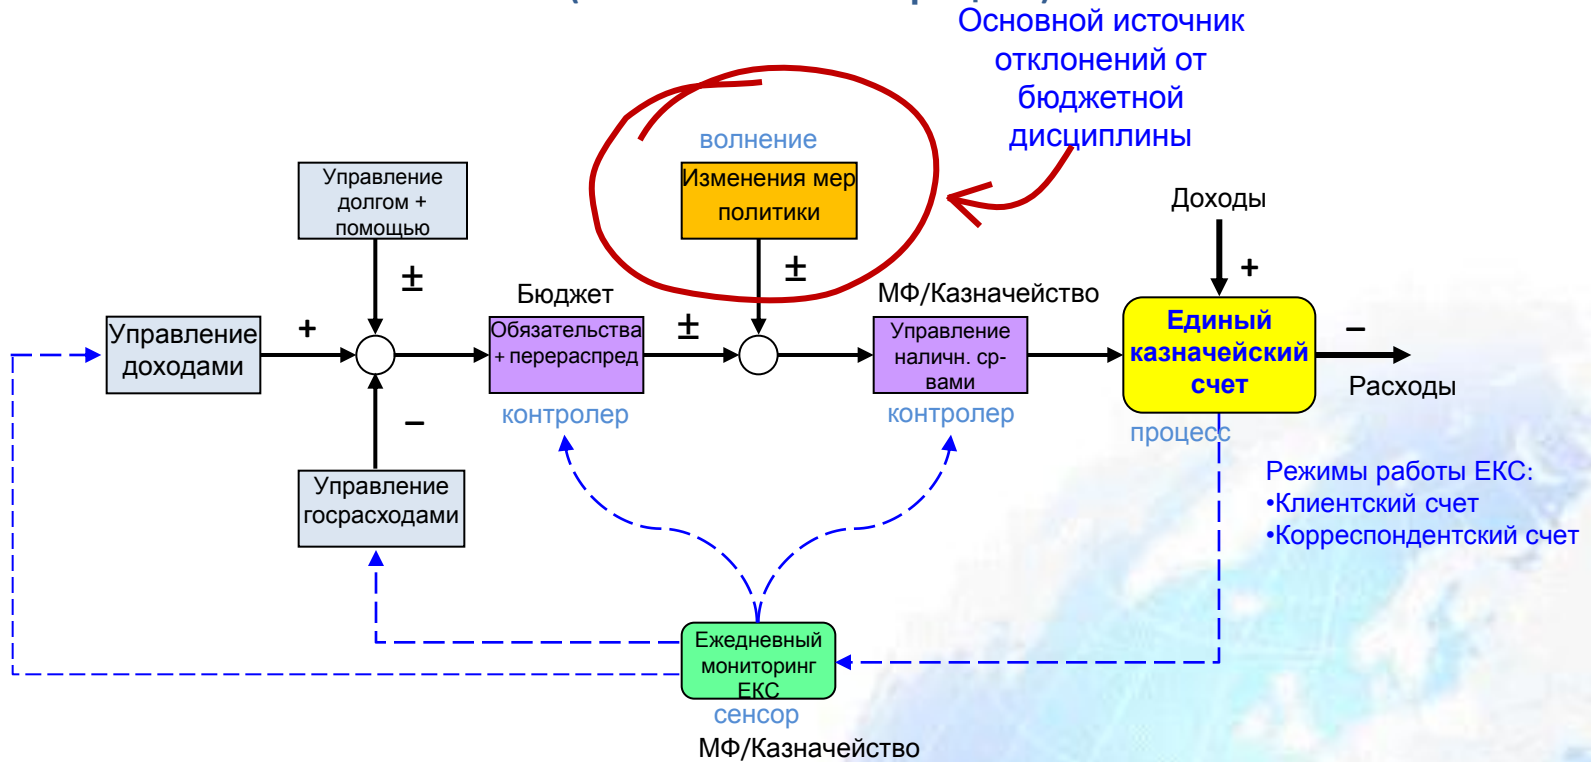 Основной источник
отклонений от
бюджетной
дисциплины
волнение
Изменения мер
политики
±
Управление
долгом +
помощью
±
Доходы
+
Бюджет
МФ/Казначейство
Управление
доходами
+
Обязательства
+ перераспред
±
Управление
наличн. ср-
вами
Единый
казначейский
счет
–
Расходы
контролер
контролер
процесс
–
Управление
госрасходами
Режимы работы ЕКС:
•Клиентский счет
•Корреспондентский счет
Ежедневный
мониторинг
ЕКС
сенсор
МФ/Казначейство